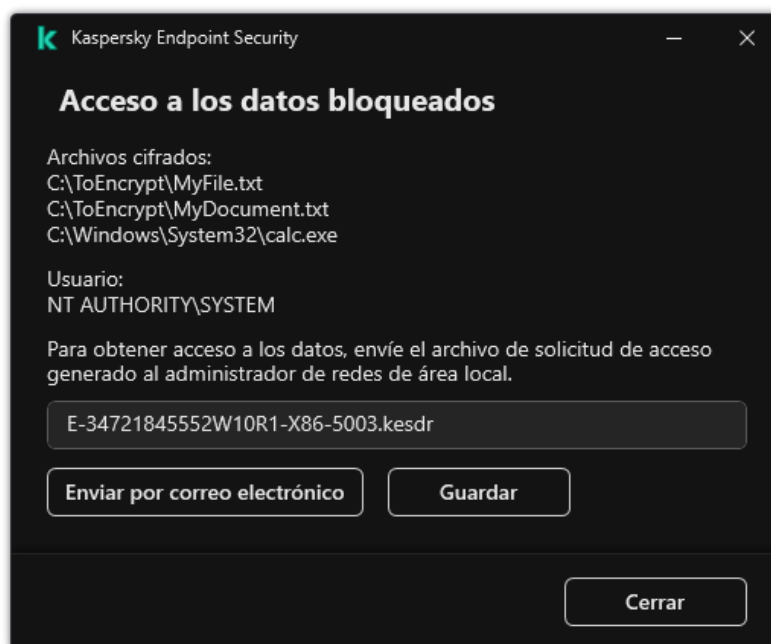 Kaspersky Endpoint Security
Acceso a los datos bloqueados
Archivos cifrados:
C:\ToEncrypt\MyFile.txt
C:\ToEncrypt\MyDocument.txt
C:\Windows\System32\calc.exe
Usuario:
NT AUTHORITY\SYSTEM
Para obtener acceso a los datos, envíe el archivo de solicitud de acceso
generado al administrador de redes de área local.
E-34721845552W10R1-X86-5003.kesdr
Enviar por correo electrónico
Guardar
Cerrar